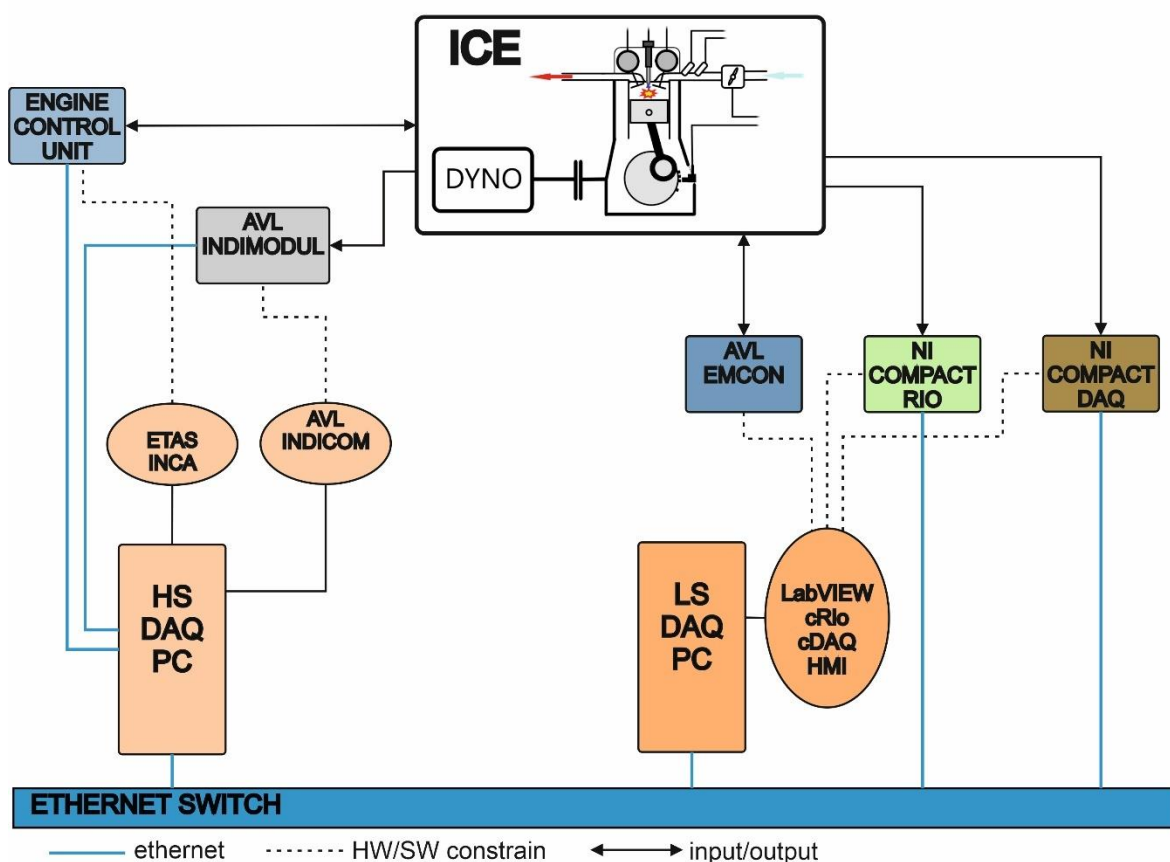 ICE
DYNO
ENGINE
CONTROL
UNIT
AVL
INDIMODUL
AVL
EMCON
NI
COMPACT
RIO
NI
COMPACT
DAQ
ETAS
INCA
AVL
INDICOM
HS
DAQ
PC
LS
DAQ
PC
LabVIEW
cRio
cDAQ
HMI
ETHERNET SWITCH
ethernet
HW/SW constrain
input/output